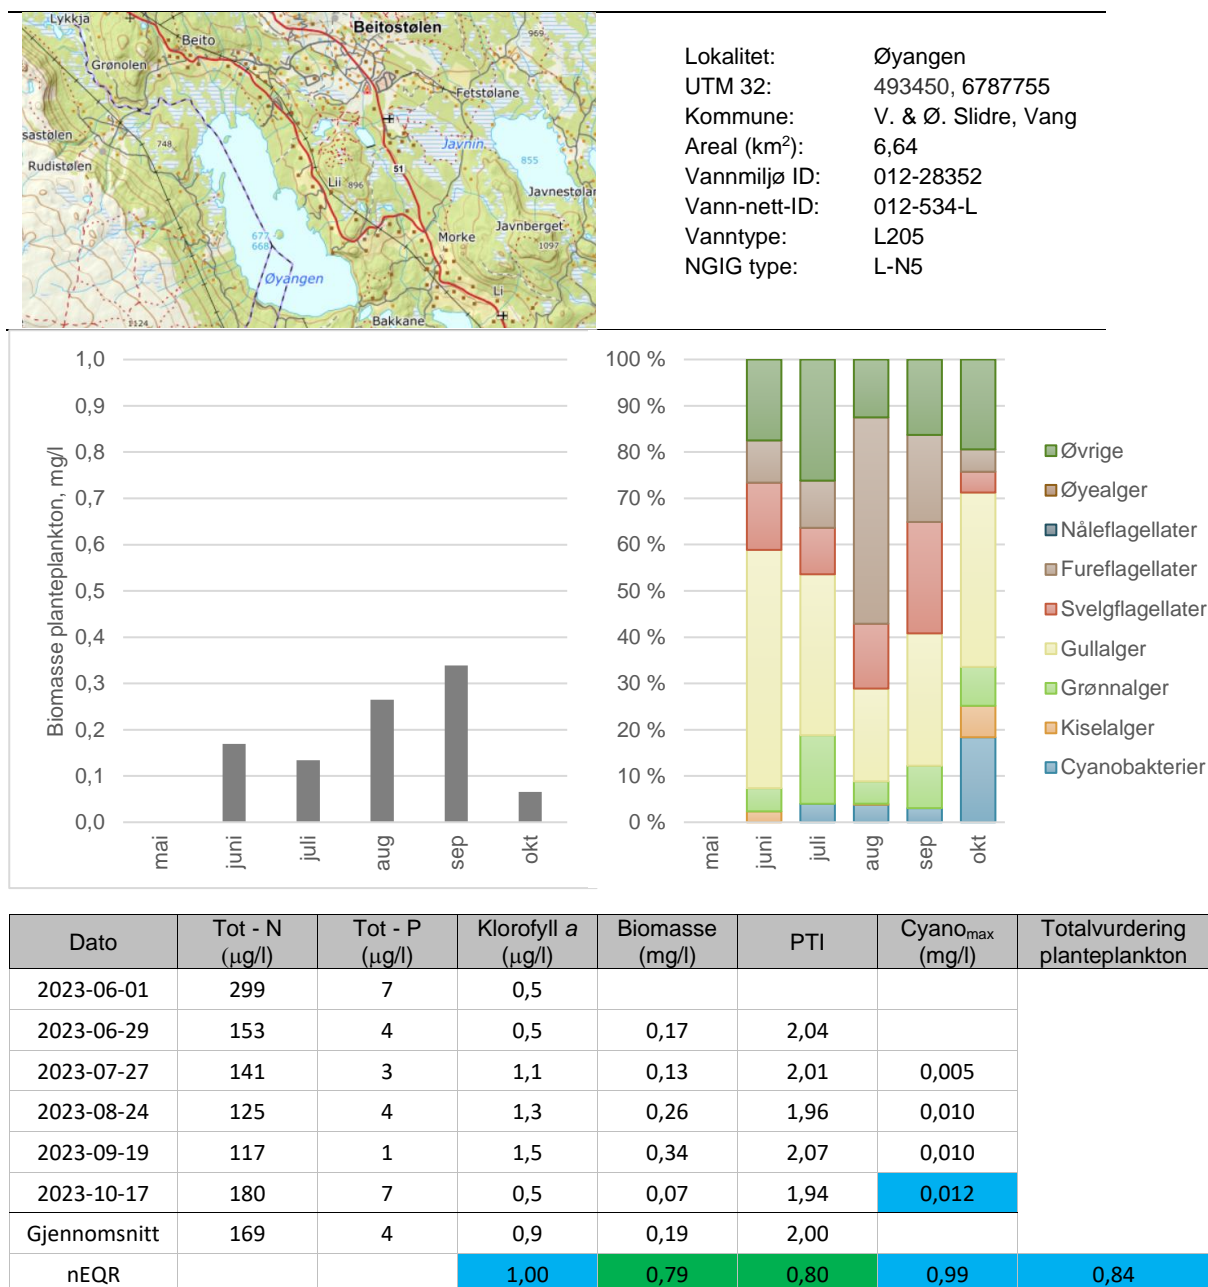 Lykkja
Beito
Beitostølen
969
Grønolen
Fetstølane
sastølen
748
Javnin
855
Rudistølen
Lii 896
51
Javnestølar
677
668
Morke
Javnberget
1097
Øyangen
Li
1124
Bakkane
Lokalitet: Øyangen
UTM 32: 493450, 6787755
Kommune: V. & Ø. Slidre, Vang
Areal (km²): 6,64
Vannmiljø ID: 012-28352
Vann-nett-ID: 012-534-L
Vanntype: L205
NGIG type: L-N5
Biomasse planteplankton, mg/l
1,0
0,9
0,8
0,7
0,6
0,5
0,4
0,3
0,2
0,1
0,0
mai juni juli aug sep okt
100 %
90 %
80 %
70 %
60 %
50 %
40 %
30 %
20 %
10 %
0 %
mai juni juli aug sep okt
Øvrige
Øyealger
Nåleflagellater
Fureflagellater
Svelgflagellater
Gullalger
Grønnalger
Kiselalger
Cyanobakterier
Dato Tot - N (µg/l) Tot - P (µg/l) Klorofyll a (µg/l) Biomasse (mg/l) PTI Cyanomax (mg/l) Totalvurdering planteplankton
2023-06-01 299 7 0,5
2023-06-29 153 4 0,5 0,17 2,04
2023-07-27 141 3 1,1 0,13 2,01 0,005
2023-08-24 125 4 1,3 0,26 1,96 0,010
2023-09-19 117 1 1,5 0,34 2,07 0,010
2023-10-17 180 7 0,5 0,07 1,94 0,012
Gjennomsnitt 169 4 0,9 0,19 2,00
nEQR 1,00 0,79 0,80 0,99 0,84